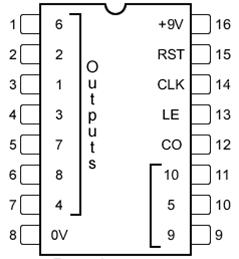 1 6 +9V 16
2 2 RST 15
3 1 CLK 14
4 3 LE 13
5 7 CO 12
6 8 10 11
7 4 5 10
8 0V 9 9
Outputs